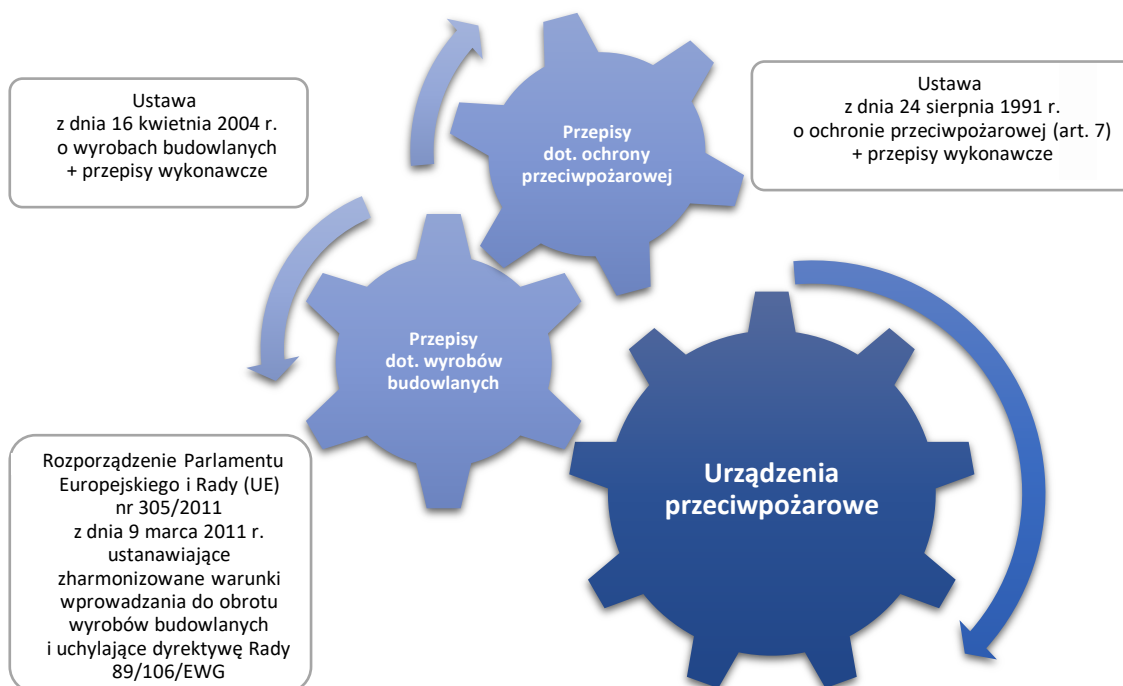 Ustawa
z dnia 16 kwietnia 2004 r.
o wyrobach budowlanych
+ przepisy wykonawcze
Przepisy
dot. ochrony
przeciwpożarowej
Ustawa
z dnia 24 sierpnia 1991 r.
o ochronie przeciwpożarowej (art. 7)
+ przepisy wykonawcze
Przepisy
dot. wyrobów
budowlanych
Rozporządzenie Parlamentu
Europejskiego i Rady (UE)
nr 305/2011
z dnia 9 marca 2011 r.
ustanawiające
zharmonizowane warunki
wprowadzania do obrotu
wyrobów budowlanych
i uchylające dyrektywę Rady
89/106/EWG
Urządzenia
przeciwpożarowe